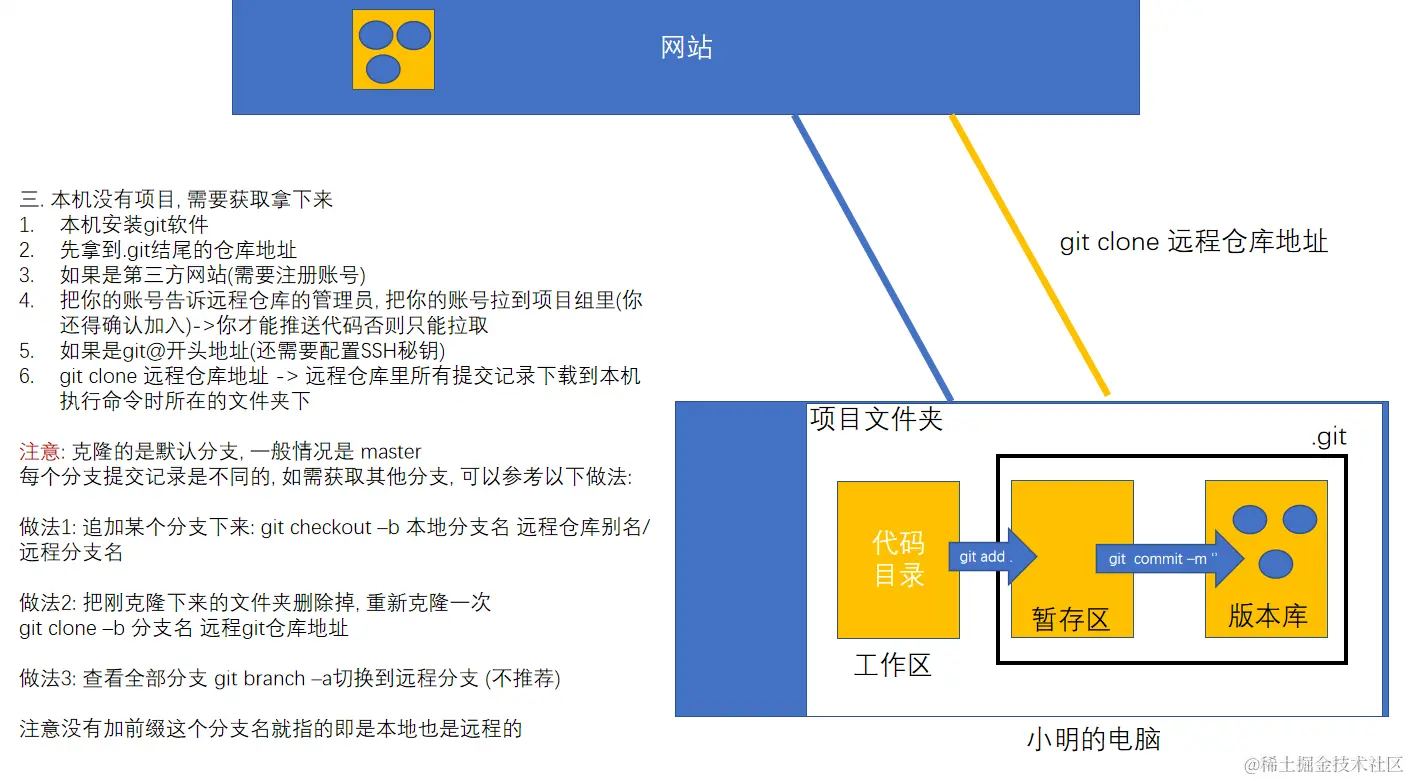 网站
三. 本机没有项目, 需要获取拿下来
1. 本机安装git软件
2. 先拿到.git结尾的仓库地址
3. 如果是第三方网站(需要注册账号)
4. 把你的账号告诉远程仓库的管理员, 把你的账号拉到项目组里(你
还得确认加入)->你才能推送代码否则只能拉取
5. 如果是git@开头地址(还需要配置SSH秘钥)
6. git clone 远程仓库地址 -> 远程仓库里所有提交记录下载到本机
执行命令时所在的文件夹下
注意: 克隆的是默认分支, 一般情况是 master
每个分支提交记录是不同的, 如需获取其他分支, 可以参考以下做法:
做法1: 追加某个分支下来: git checkout –b 本地分支名 远程仓库别名/
远程分支名
做法2: 把刚克隆下来的文件夹删除掉, 重新克隆一次
git clone –b 分支名 远程git仓库地址
做法3: 查看全部分支 git branch –a切换到远程分支 (不推荐)
注意没有加前缀这个分支名就指的即是本地也是远程的
git clone 远程仓库地址
项目文件夹
.git
代码
目录
git add .
git commit –m ‘’
暂存区
版本库
工作区
小明的电脑
@稀土掘金技术社区